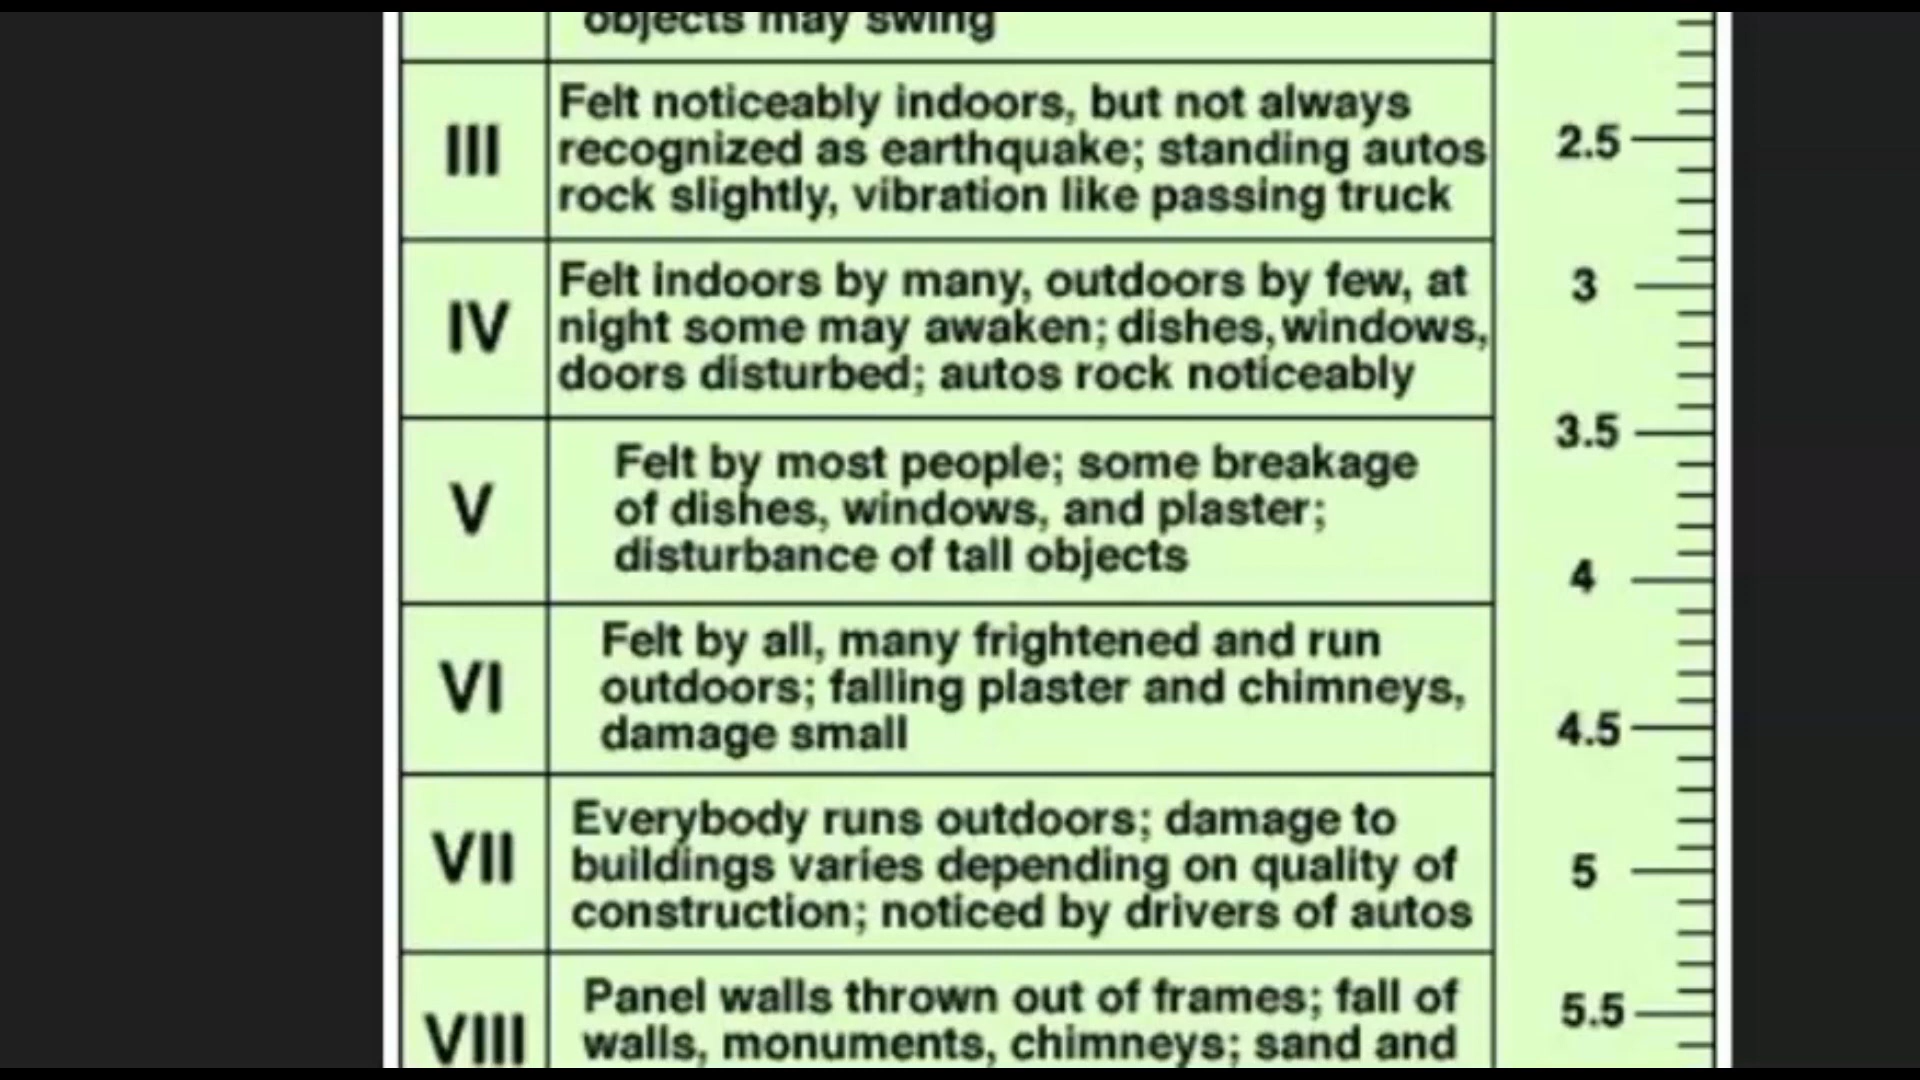 objects may swing
III
Felt noticeably indoors, but not always
recognized as earthquake; standing autos
rock slightly, vibration like passing truck
2.5
IV
Felt indoors by many, outdoors by few, at
night some may awaken; dishes, windows,
doors disturbed; autos rock noticeably
3
3.5
V
Felt by most people; some breakage
of dishes, windows, and plaster;
disturbance of tall objects
4
VI
Felt by all, many frightened and run
outdoors; falling plaster and chimneys,
damage small
4.5
VII
Everybody runs outdoors; damage to
buildings varies depending on quality of
construction; noticed by drivers of autos
5
VIII
Panel walls thrown out of frames; fall of
walls, monuments, chimneys; sand and
5.5